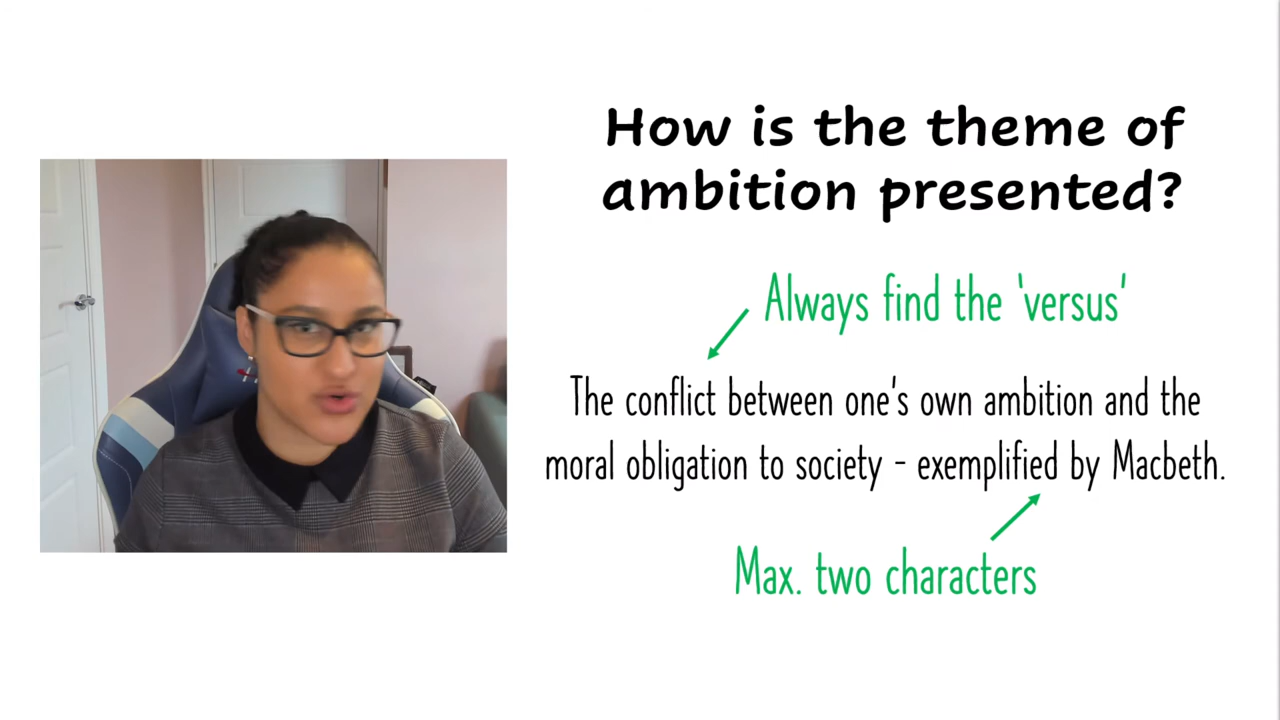 How is the theme of
ambition presented?
Always find the 'versus'
The conflict between one's own ambition and the
moral obligation to society - exemplified by Macbeth.
Max. two characters